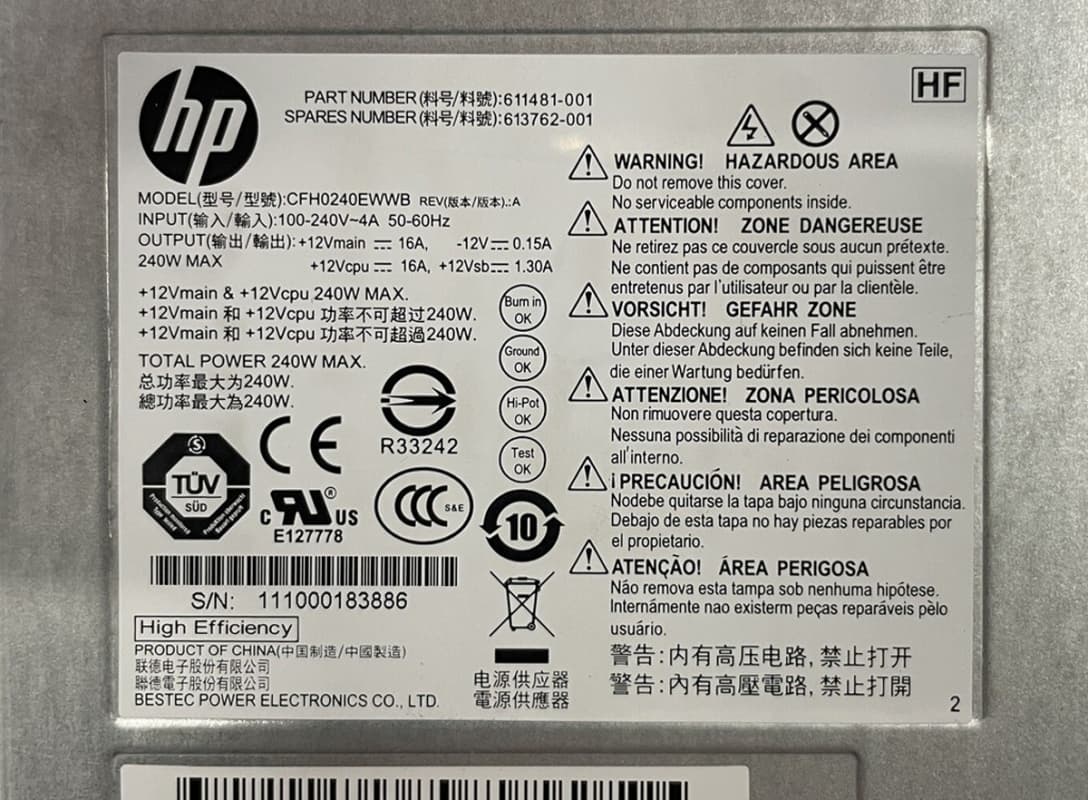 hp
PART NUMBER(料号/料號):611481-001
SPARES NUMBER(料号/料號):613762-001
HF
MODEL(型号/型號):CFH0240EWWB REV(版本/版本).:A
INPUT(输入/輸入):100-240V~4A 50-60Hz
OUTPUT(输出/輸出):+12Vmain ⎓ 16A, -12V⎓ 0.15A
240W MAX +12Vcpu ⎓ 16A, +12Vsb⎓ 1.30A
+12Vmain & +12Vcpu 240W MAX.
+12Vmain 和 +12Vcpu 功率不可超过240W.
+12Vmain 和 +12Vcpu 功率不可超過240W.
TOTAL POWER 240W MAX.
总功率最大为240W.
總功率最大為240W.
Burn in
OK
Ground
OK
Hi-Pot
OK
Test
OK
R33242
TÜV
SÜD
CE
c RU® US
E127778
CCC S&E
10
S/N: 111000183886
High Efficiency
PRODUCT OF CHINA(中国制造/中國製造)
联德电子股份有限公司
聯德電子股份有限公司
BESTEC POWER ELECTRONICS CO., LTD.
电源供应器
電源供應器
WARNING! HAZARDOUS AREA
Do not remove this cover.
No serviceable components inside.
ATTENTION! ZONE DANGEREUSE
Ne retirez pas ce couvercle sous aucun prétexte.
Ne contient pas de composants qui puissent être
entretenus par l'utilisateur ou par la clientèle.
VORSICHT! GEFAHR ZONE
Diese Abdeckung auf keinen Fall abnehmen.
Unter dieser Abdeckung befinden sich keine Teile,
die einer Wartung bedürfen.
ATTENZIONE! ZONA PERICOLOSA
Non rimuovere questa copertura.
Nessuna possibilità di reparazione dei componenti
all'interno.
¡PRECAUCIÓN! AREA PELIGROSA
Nodebe quitarse la tapa bajo ninguna circunstancia.
Debajo de esta tapa no hay piezas reparables por
el propietario.
ATENÇÃO! ÁREA PERIGOSA
Não remova esta tampa sob nenhuma hipótese.
Internámente nao existerm peças reparáveis pèlo
usuário.
警告:内有高压电路,禁止打开
警告:內有高壓電路,禁止打開
2